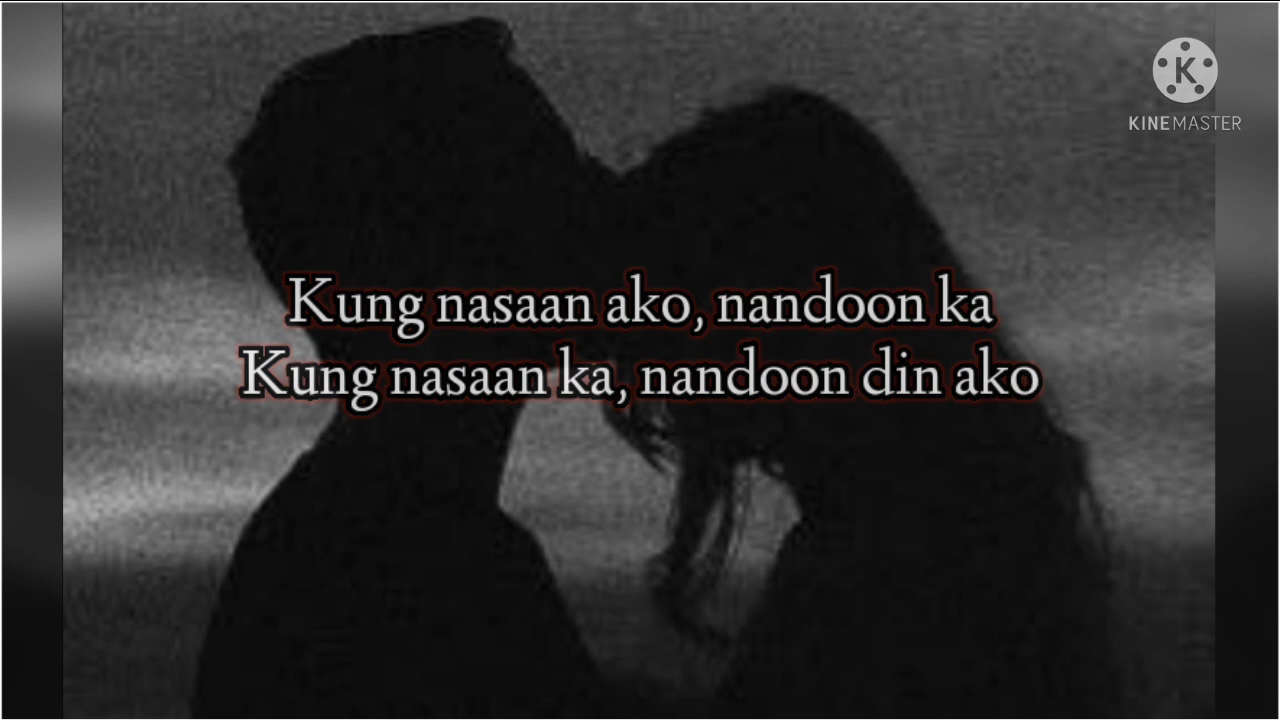 K
KINEMASTER
Kung nasaan ako, nandoon ka
Kung nasaan ka, nandoon din ako